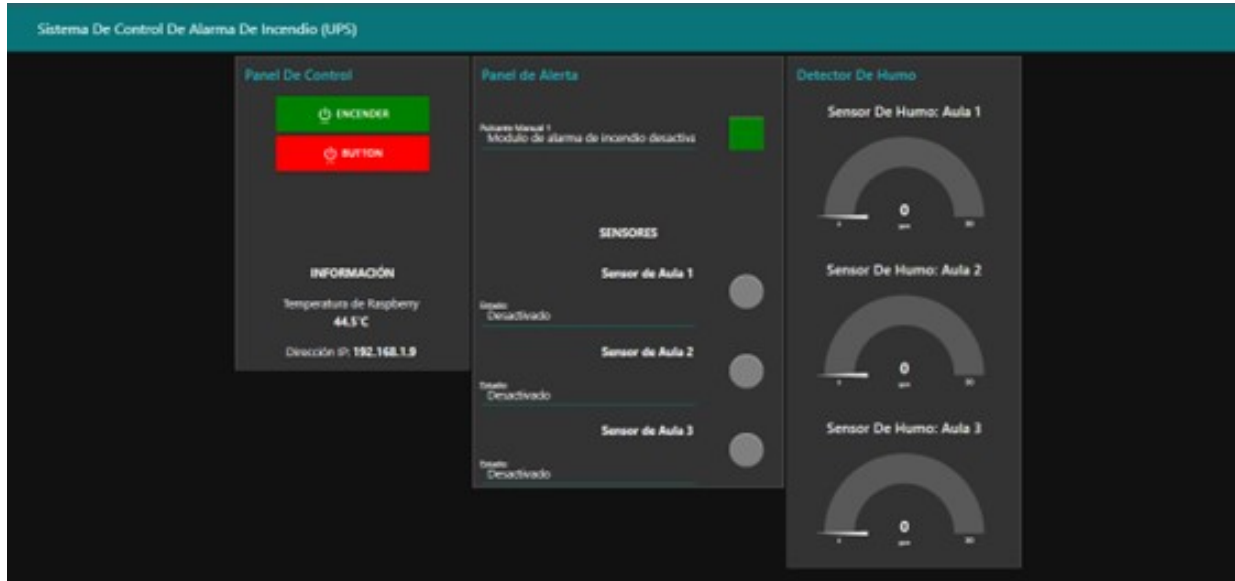 Sistema De Control De Alarma De Incendio (UPS)
Panel De Control
ENCENDER
BUTTON
INFORMACIÓN
Temperatura de Raspberry
44.5°C
Dirección IP: 192.168.1.9
Panel de Alerta
Pulsante Manual 1
Modulo de alarma de incendio desactiva
SENSORES
Sensor de Aula 1
Estado:
Desactivado
Sensor de Aula 2
Estado:
Desactivado
Sensor de Aula 3
Estado:
Desactivado
Detector De Humo
Sensor De Humo: Aula 1
0
Sensor De Humo: Aula 2
0
Sensor De Humo: Aula 3
0